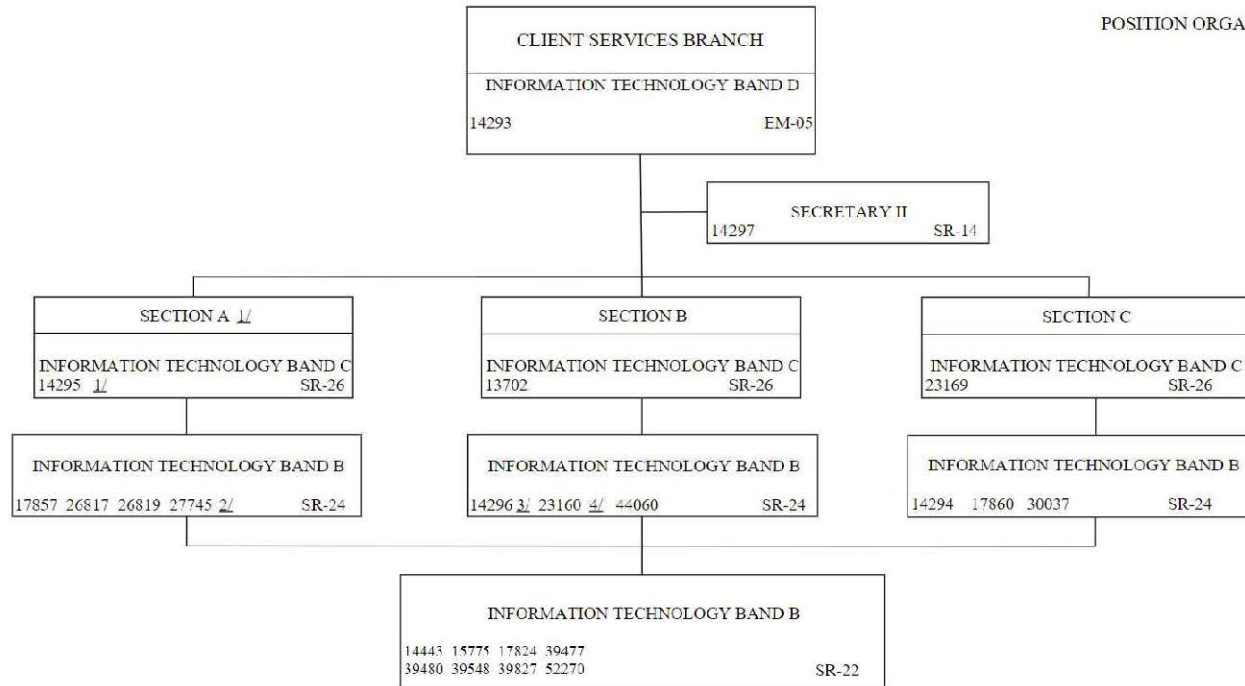 POSITION ORGA
CLIENT SERVICES BRANCH
INFORMATION TECHNOLOGY BAND D
14293 EM-05
SECRETARY II
14297 SR-14
SECTION A 1/
INFORMATION TECHNOLOGY BAND C
14295 1/ SR-26
SECTION B
INFORMATION TECHNOLOGY BAND C
13702 SR-26
SECTION C
INFORMATION TECHNOLOGY BAND C
23169 SR-26
INFORMATION TECHNOLOGY BAND B
17857 26817 26819 27745 2/ SR-24
INFORMATION TECHNOLOGY BAND B
14296 3/ 23160 4/ 44060 SR-24
INFORMATION TECHNOLOGY BAND B
14294 17860 30037 SR-24
INFORMATION TECHNOLOGY BAND B
14443 15775 17824 39477
39480 39548 39827 52270 SR-22